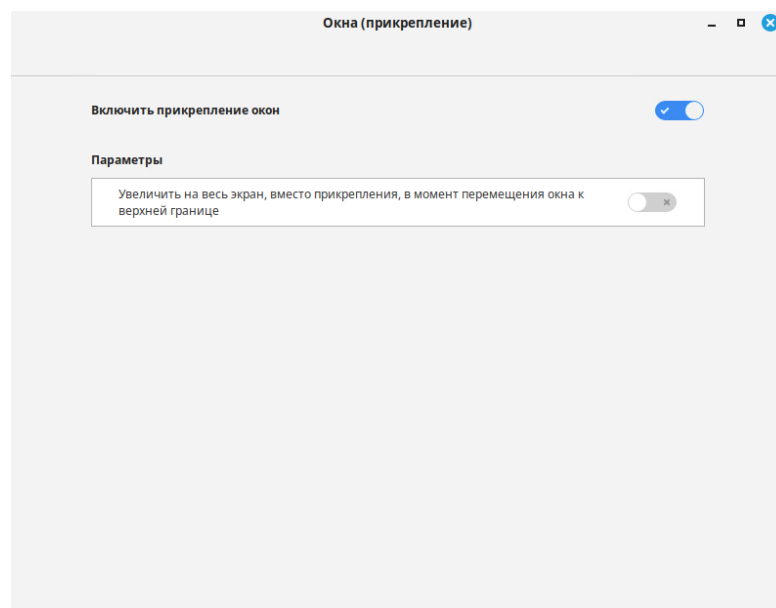 Окна (прикрепление)
Включить прикрепление окон
Параметры
Увеличить на весь экран, вместо прикрепления, в момент перемещения окна к
верхней границе